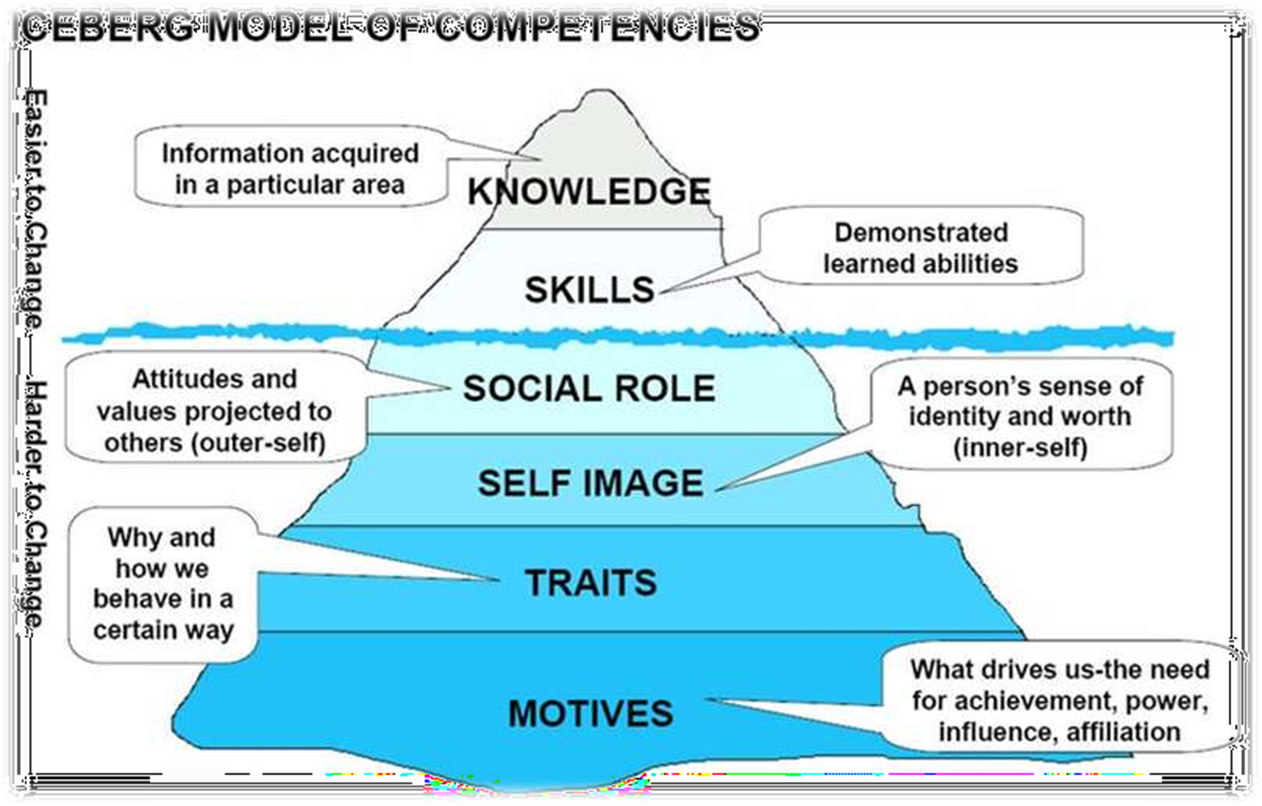 ICEBERG MODEL OF COMPETENCIES
Easier to Change
Harder to Change
Information acquired
in a particular area
KNOWLEDGE
Demonstrated
learned abilities
SKILLS
Attitudes and
values projected to
others (outer-self)
SOCIAL ROLE
A person's sense of
identity and worth
(inner-self)
SELF IMAGE
Why and
how we
behave in a
certain way
TRAITS
What drives us-the need
for achievement, power,
influence, affiliation
MOTIVES